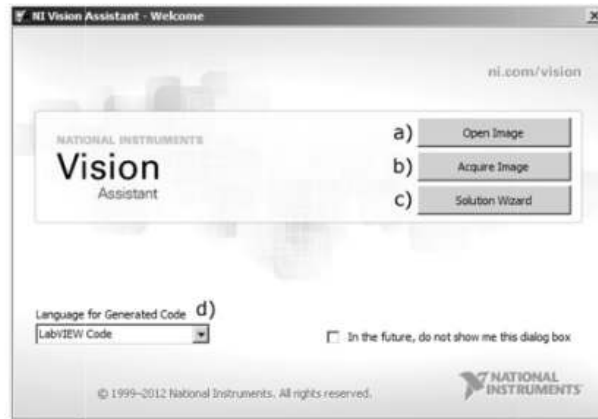 NI Vision Assistant - Welcome
X
ni.com/vision
NATIONAL INSTRUMENTS
Vision
Assistant
a) Open Image
b) Acquire Image
c) Solution Wizard
Language for Generated Code d)
LabVIEW Code
In the future, do not show me this dialog box
© 1999–2012 National Instruments. All rights reserved.
NATIONAL
INSTRUMENTS